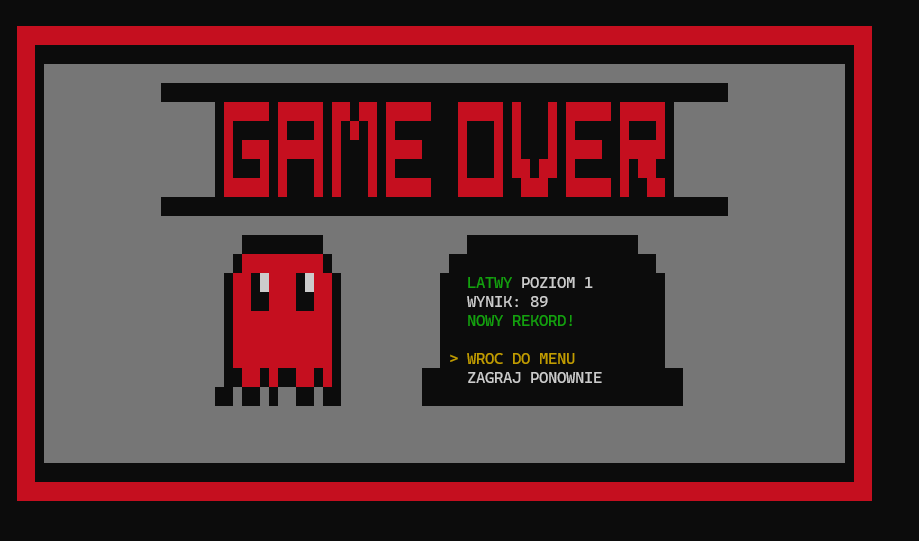 GAME OVER
LATWY POZIOM 1
WYNIK: 89
NOWY REKORD!
> WROC DO MENU
ZAGRAJ PONOWNIE